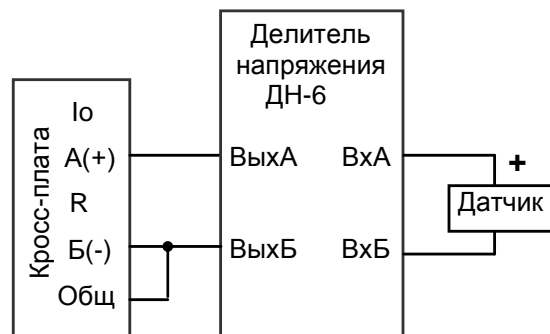 Делитель
напряжения
ДН-6
Кросс-плата
Io
А(+)
R
Б(-)
Общ
ВыхА
ВхА
ВыхБ
ВхБ
+
Датчик